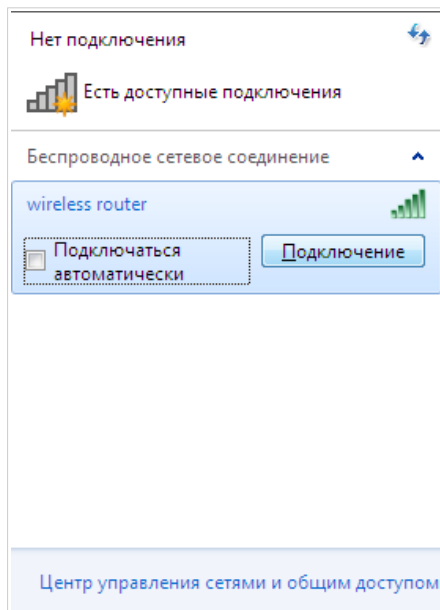 Нет подключения
Есть доступные подключения
Беспроводное сетевое соединение
wireless router
Подключаться
автоматически
Подключение
Центр управления сетями и общим доступом